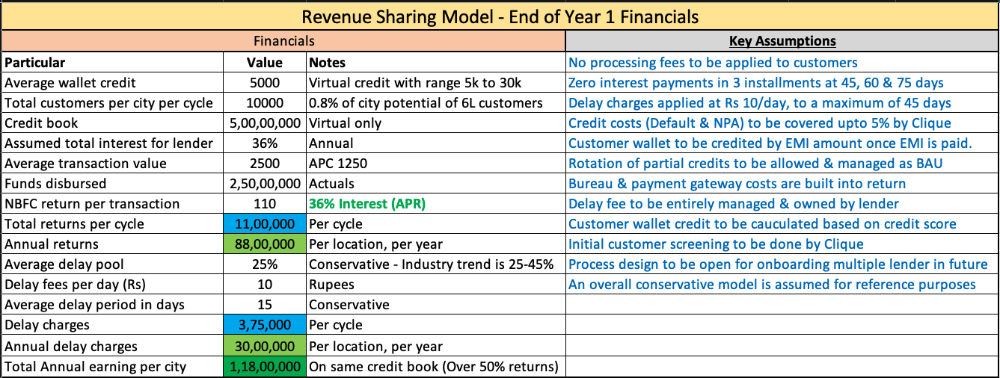 Revenue Sharing Model - End of Year 1 Financials
Financials Key Assumptions
Particular Value Notes No processing fees to be applied to customers
Average wallet credit 5000 Virtual credit with range 5k to 30k Zero interest payments in 3 installments at 45, 60 & 75 days
Total customers per city per cycle 10000 0.8% of city potential of 6L customers Delay charges applied at Rs 10/day, to a maximum of 45 days
Credit book 5,00,00,000 Virtual only Credit costs (Default & NPA) to be covered upto 5% by Clique
Assumed total interest for lender 36% Annual Customer wallet to be credited by EMI amount once EMI is paid.
Average transaction value 2500 APC 1250 Rotation of partial credits to be allowed & managed as BAU
Funds disbursed 2,50,00,000 Actuals Bureau & payment gateway costs are built into return
NBFC return per transaction 110 36% Interest (APR) Delay fee to be entirely managed & owned by lender
Total returns per cycle 11,00,000 Per cycle Customer wallet credit to be cauculated based on credit score
Annual returns 88,00,000 Per location, per year Initial customer screening to be done by Clique
Average delay pool 25% Conservative - Industry trend is 25-45% Process design to be open for onboarding multiple lender in future
Delay fees per day (Rs) 10 Rupees An overall conservative model is assumed for reference purposes
Average delay period in days 15 Conservative
Delay charges 3,75,000 Per cycle
Annual delay charges 30,00,000 Per location, per year
Total Annual earning per city 1,18,00,000 On same credit book (Over 50% returns)